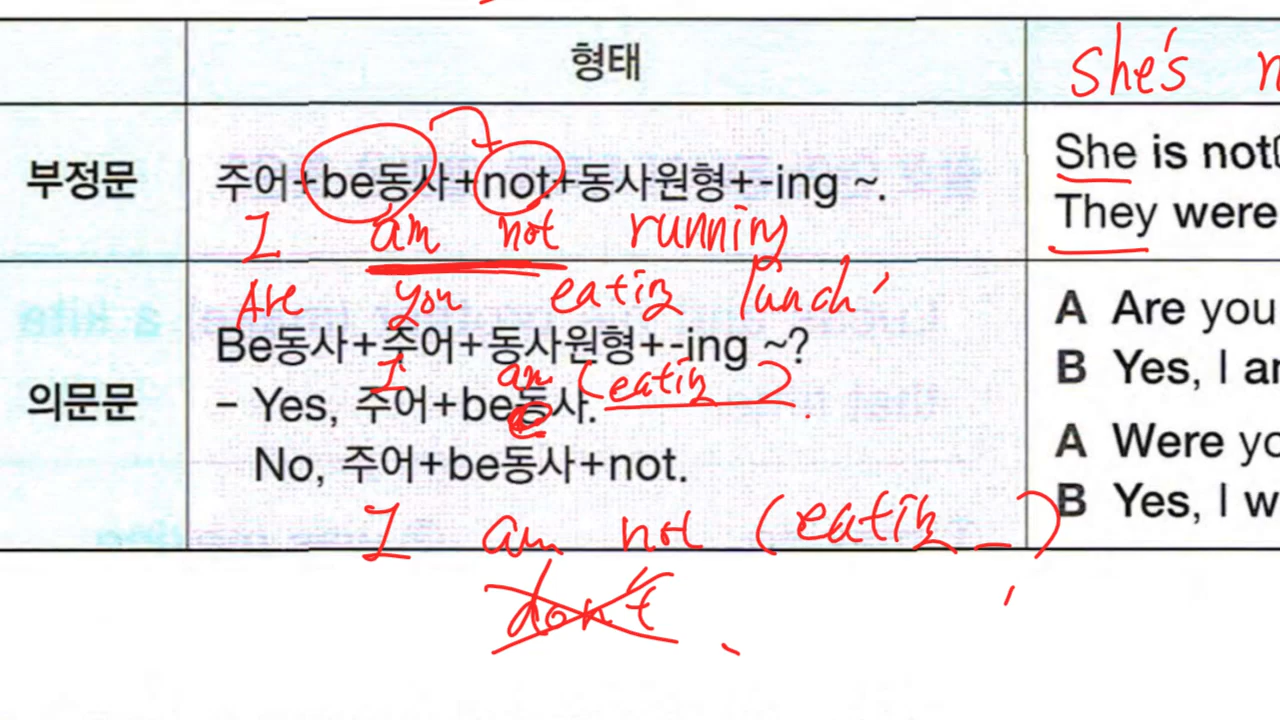 형태
she's
부정문
주어+be동사+not+동사원형+-ing ~.
She is not
They were
I am not running
Are you eating lunch
Be동사+주어+동사원형+-ing ~?
A Are you
I am (eating )
B Yes, I am
의문문
– Yes, 주어+be동사.
No, 주어+be동사+not.
A Were yo
B Yes, I w
I am not (eating )
don't